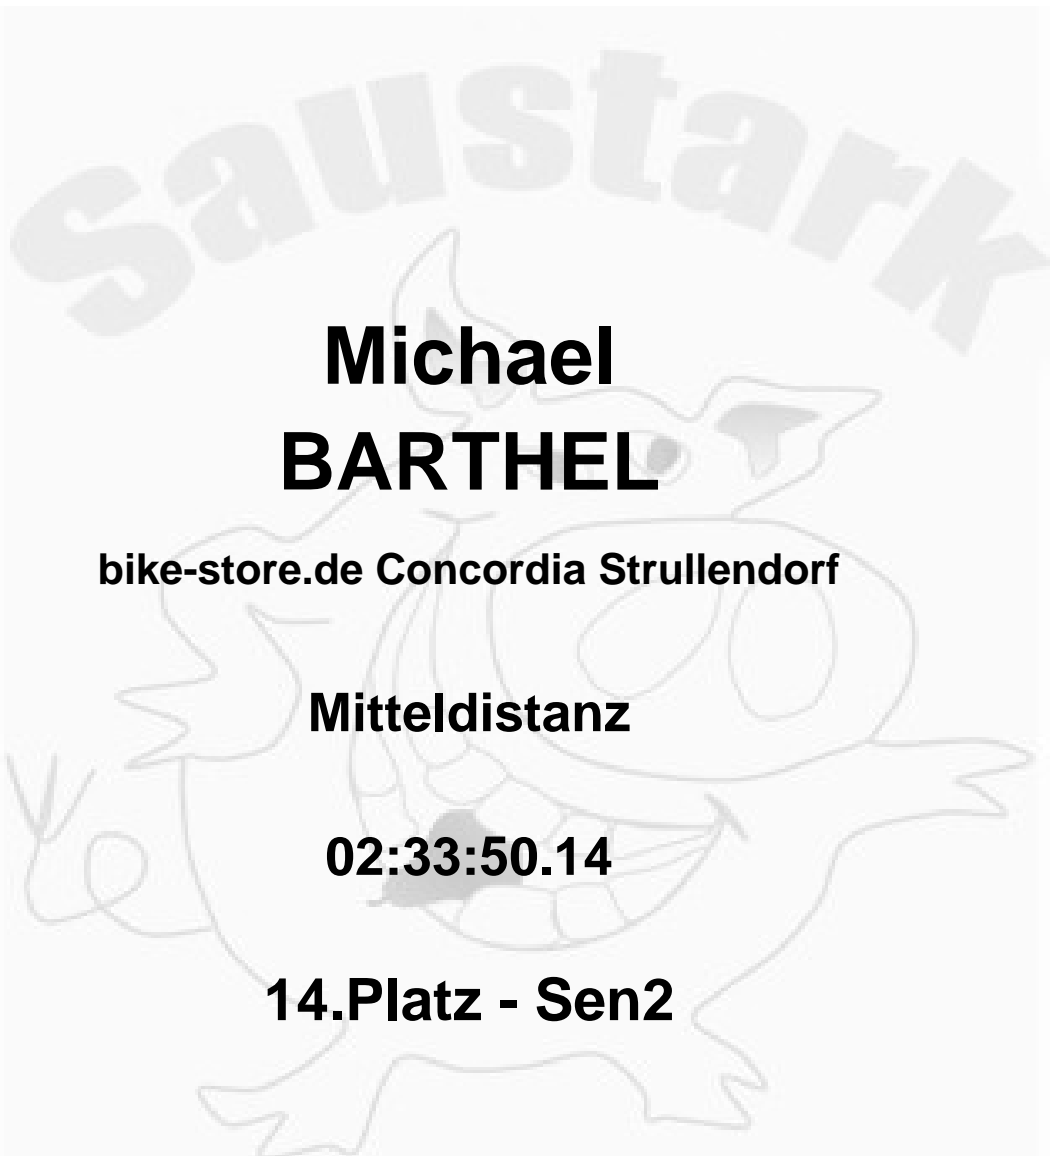 Saustark
Michael
BARTHEL
bike-store.de Concordia Strullendorf
Mitteldistanz
02:33:50.14
14.Platz - Sen2